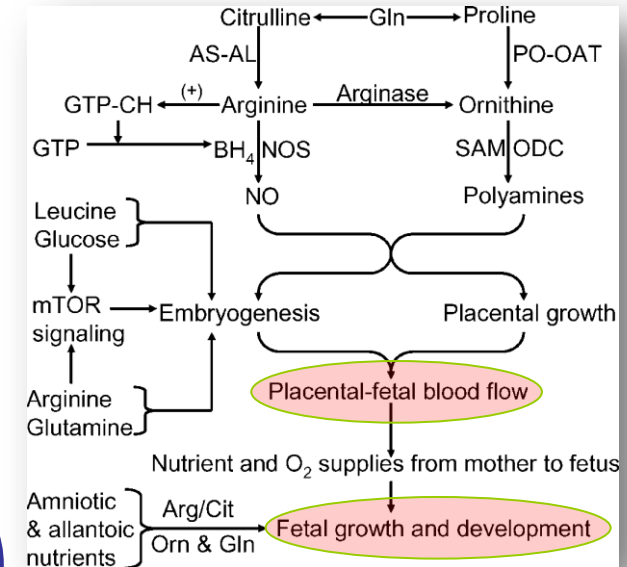 Citrulline Gln Proline
AS-AL PO-OAT
(+) Arginase
GTP-CH Arginine Ornithine
GTP BH4 NOS SAM ODC
NO Polyamines
Leucine
Glucose
mTOR
signaling
Embryogenesis Placental growth
Arginine
Glutamine
Placental-fetal blood flow
Nutrient and O2 supplies from mother to fetus
Amniotic
& allantoic
nutrients
Arg/Cit
Orn & Gln
Fetal growth and development